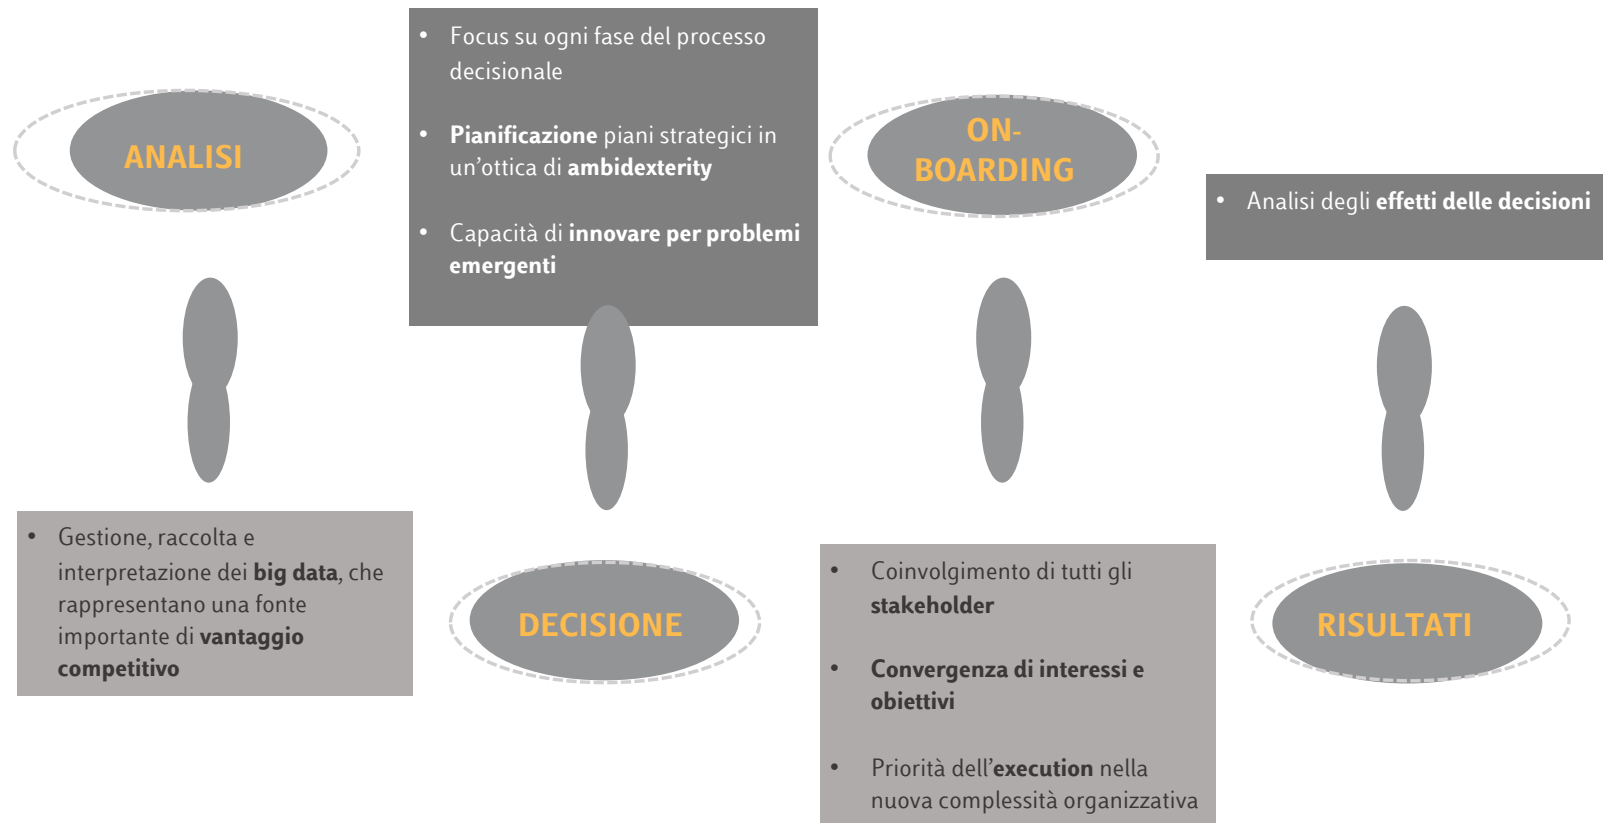 ANALISI
• Gestione, raccolta e
interpretazione dei big data, che
rappresentano una fonte
importante di vantaggio
competitivo
• Focus su ogni fase del processo
decisionale
• Pianificazione piani strategici in
un’ottica di ambidexterity
• Capacità di innovare per problemi
emergenti
DECISIONE
ON-
BOARDING
• Coinvolgimento di tutti gli
stakeholder
• Convergenza di interessi e
obiettivi
• Priorità dell’execution nella
nuova complessità organizzativa
• Analisi degli effetti delle decisioni
RISULTATI